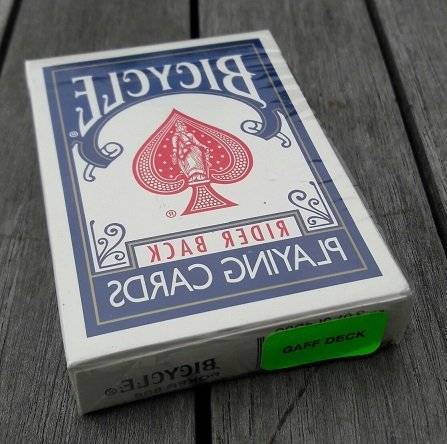 BICYCLE
®
®
RIDER BACK
PLAYING CARDS
GAFF DECK
BICYCLE®